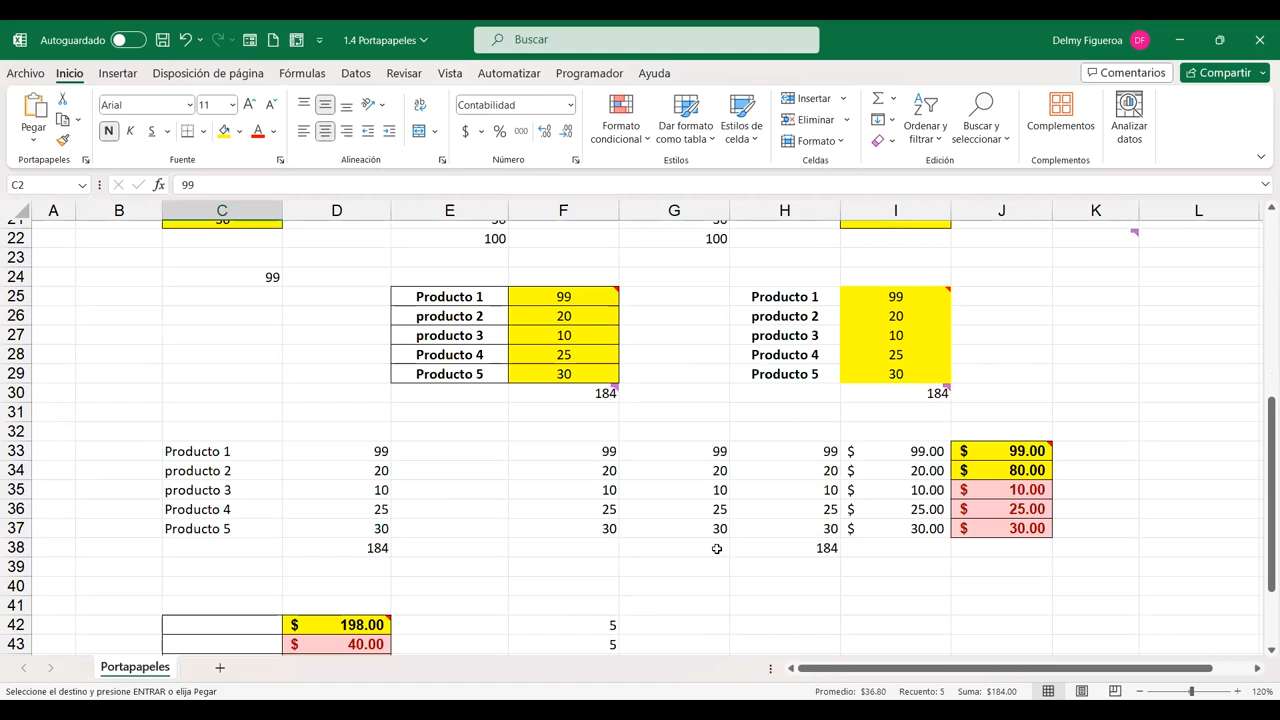 Autoguardado 1.4 Portapapeles Buscar Delmy Figueroa DF
Archivo Inicio Insertar Disposición de página Fórmulas Datos Revisar Vista Automatizar Programador Ayuda Comentarios Compartir
Pegar Arial 11 Contabilidad Formato condicional Dar formato como tabla Estilos de celda Insertar Eliminar Formato Ordenar y filtrar Buscar y seleccionar Complementos Analizar datos
N K S $ % 000
Portapapeles Fuente Alineación Número Estilos Celdas Edición Complementos
C2 fx 99
A B C D E F G H I J K L
22 100 100
23
24 99
25 Producto 1 99 Producto 1 99
26 producto 2 20 producto 2 20
27 producto 3 10 producto 3 10
28 Producto 4 25 Producto 4 25
29 Producto 5 30 Producto 5 30
30 184 184
31
32
33 Producto 1 99 99 99 99 $ 99.00 $ 99.00
34 producto 2 20 20 20 20 $ 20.00 $ 80.00
35 producto 3 10 10 10 10 $ 10.00 $ 10.00
36 Producto 4 25 25 25 25 $ 25.00 $ 25.00
37 Producto 5 30 30 30 30 $ 30.00 $ 30.00
38 184 184
39
40
41
42 $ 198.00 5
43 $ 40.00 5
Portapapeles
Seleccione el destino y presione ENTRAR o elija Pegar Promedio: $36.80 Recuento: 5 Suma: $184.00 120%